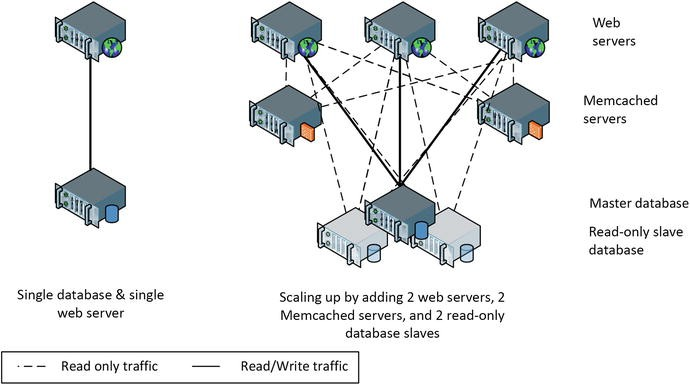 Web
servers
Memcached
servers
Master database
Read-only slave
database
Single database & single
web server
Scaling up by adding 2 web servers, 2
Memcached servers, and 2 read-only
database slaves
Read only traffic
Read/Write traffic